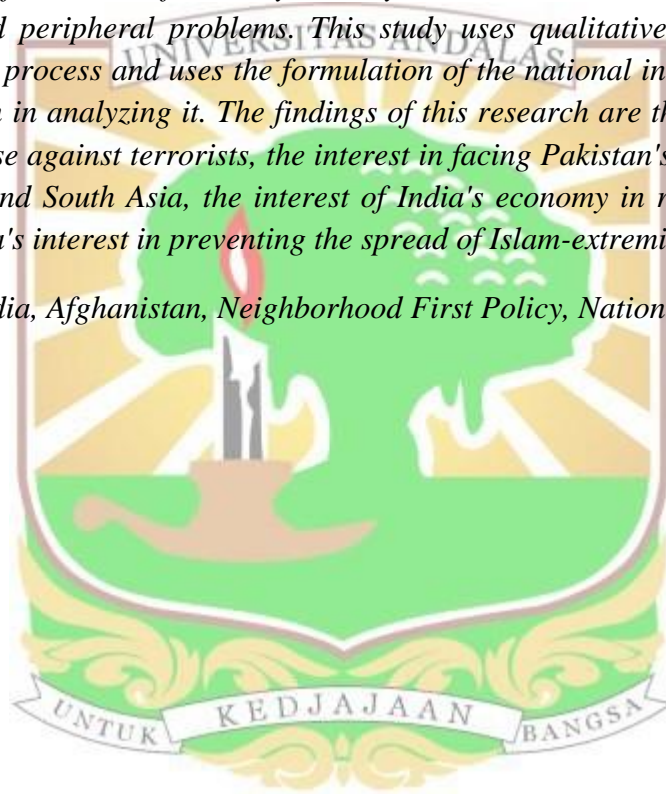 d peripheral problems. This study uses qualitative
UNIVERSITAS ANDALAS
process and uses the formulation of the national in
in analyzing it. The findings of this research are th
se against terrorists, the interest in facing Pakistan's
nd South Asia, the interest of India's economy in
a's interest in preventing the spread of Islam-extremi
dia, Afghanistan, Neighborhood First Policy, Nation
UNTUK KEDJAJAAN BANGSA